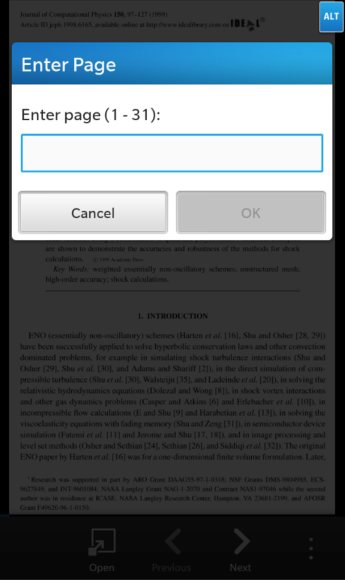 Journal of Computational Physics 150, 97–127 (1999)
Article ID jcph.1998.6165, available online at http://www.idealibrary.com on IDEAL
ALT
Enter Page
Enter page (1 - 31):
Cancel
OK
are shown to demonstrate the accuracies and robustness of the methods for shock
calculations. © 1999 Academic Press
Key Words: weighted essentially non-oscillatory schemes, unstructured mesh,
high-order accuracy; shock calculations.
1. INTRODUCTION
ENO (essentially non-oscillatory) schemes (Harten et al. [16], Shu and Osher [28, 29])
have been successfully applied to solve hyperbolic conservation laws and other convection
dominated problems, for example in simulating shock turbulence interactions (Shu and
Osher [29], Shu et al. [30], and Adams and Shariff [2]), in the direct simulation of com-
pressible turbulence (Shu et al. [30], Walsteijn [35], and Ladeinde et al. [20]), in solving the
relativistic hydrodynamics equations (Dolezal and Wong [8]), in shock vortex interactions
and other gas dynamics problems (Casper and Atkins [6] and Erlebacher et al. [10]), in
incompressible flow calculations (E and Shu [9] and Harabetian et al. [13]), in solving the
viscoelasticity equations with fading memory (Shu and Zeng [31]), in semiconductor device
simulation (Fatemi et al. [11] and Jerome and Shu [17, 18]), and in image processing and
level set methods (Osher and Sethian [24], Sethian [26], and Siddiqi et al. [32]). The original
ENO paper by Harten et al. [16] was for a one-dimensional finite volume formulation. Later,
1 Research was supported in part by ARO Grant DAAG55-97-1-0318, NSF Grants DMS-9804985, ECS-
9627849, and INT-9601084, NASA Langley Grant NAG-1-2070 and Contract NAS1-97046 while the second
author was in residence at ICASE, NASA Langley Research Center, Hampton, VA 23681-2199, and AFOSR
Grant F49620-96-1-0150.
Open
Previous
Next